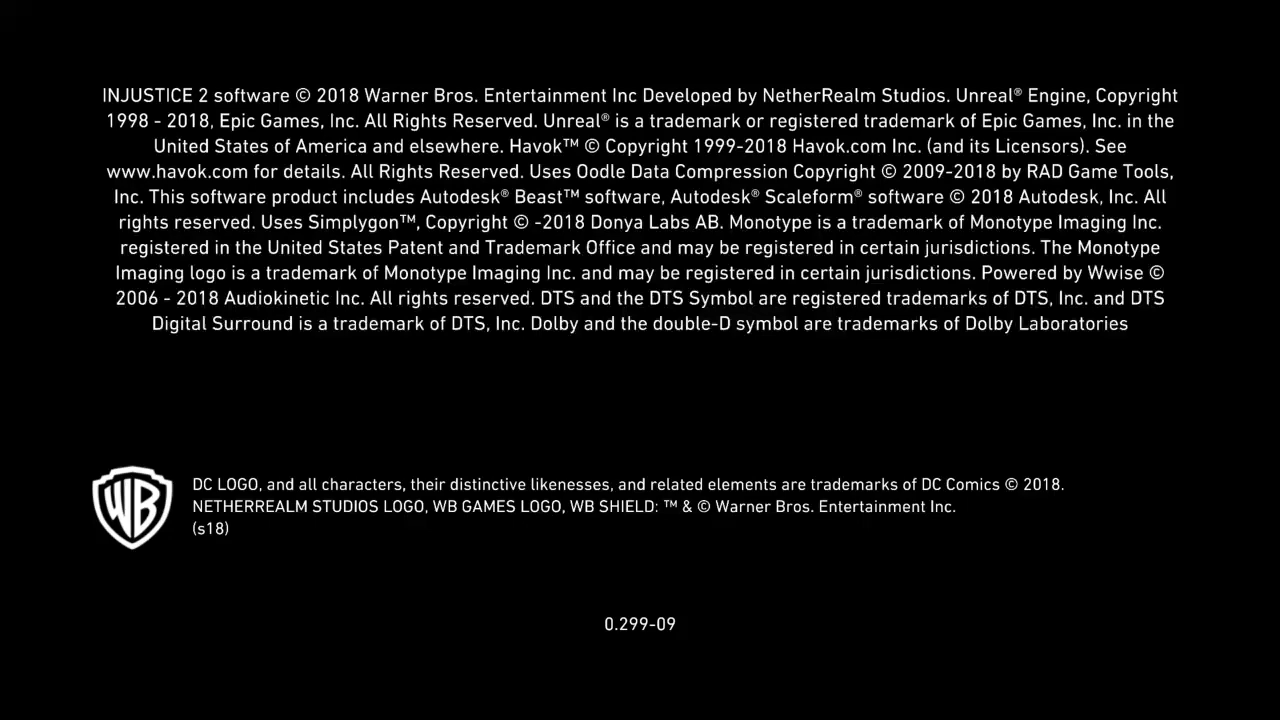 INJUSTICE 2 software © 2018 Warner Bros. Entertainment Inc Developed by NetherRealm Studios. Unreal® Engine, Copyright
1998 - 2018, Epic Games, Inc. All Rights Reserved. Unreal® is a trademark or registered trademark of Epic Games, Inc. in the
United States of America and elsewhere. Havok™ © Copyright 1999-2018 Havok.com Inc. (and its Licensors). See
www.havok.com for details. All Rights Reserved. Uses Oodle Data Compression Copyright © 2009-2018 by RAD Game Tools,
Inc. This software product includes Autodesk® Beast™ software, Autodesk® Scaleform® software © 2018 Autodesk, Inc. All
rights reserved. Uses Simplygon™, Copyright © -2018 Donya Labs AB. Monotype is a trademark of Monotype Imaging Inc.
registered in the United States Patent and Trademark Office and may be registered in certain jurisdictions. The Monotype
Imaging logo is a trademark of Monotype Imaging Inc. and may be registered in certain jurisdictions. Powered by Wwise ©
2006 - 2018 Audiokinetic Inc. All rights reserved. DTS and the DTS Symbol are registered trademarks of DTS, Inc. and DTS
Digital Surround is a trademark of DTS, Inc. Dolby and the double-D symbol are trademarks of Dolby Laboratories
WB
DC LOGO, and all characters, their distinctive likenesses, and related elements are trademarks of DC Comics © 2018.
NETHERREALM STUDIOS LOGO, WB GAMES LOGO, WB SHIELD: ™ & © Warner Bros. Entertainment Inc.
(s18)
0.299-09